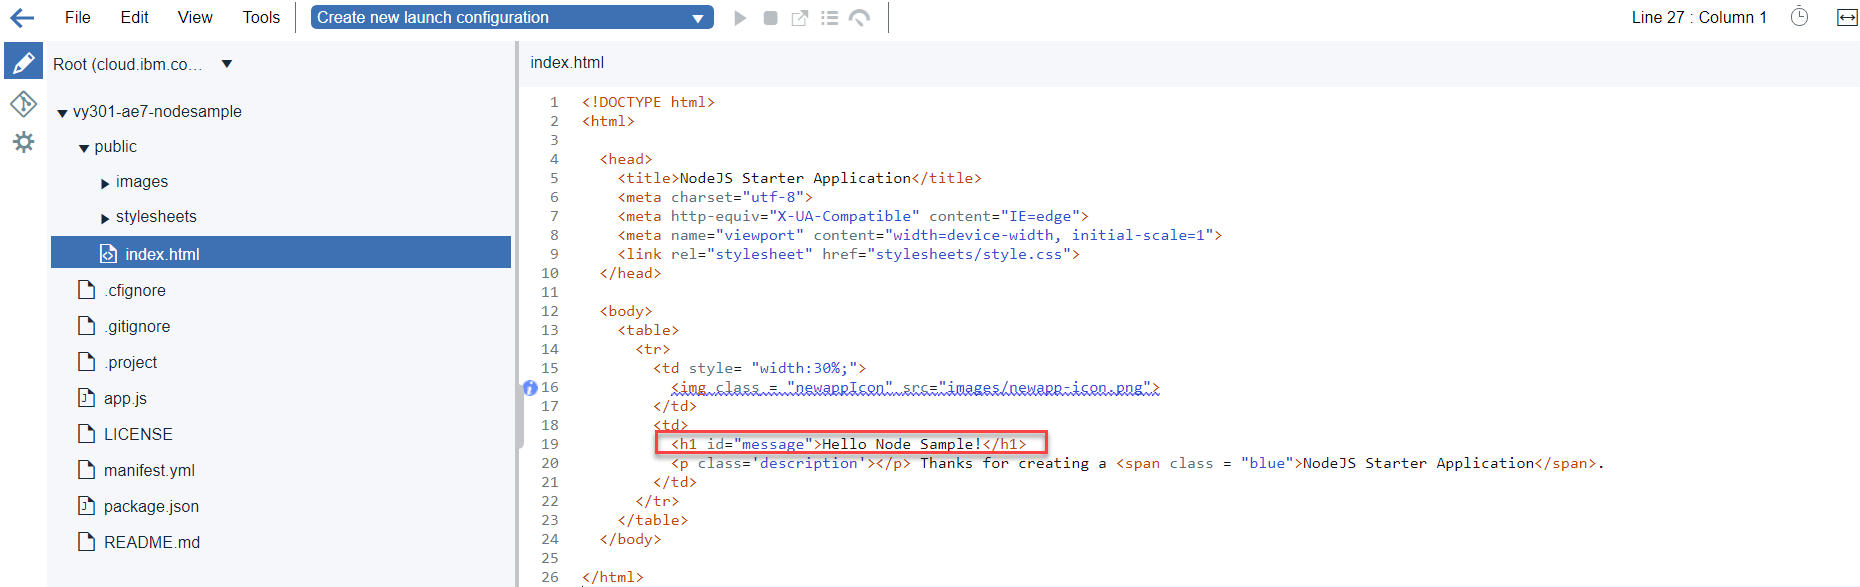 File Edit View Tools Create new launch configuration Line 27 : Column 1
Root (cloud.ibm.co...
vy301-ae7-nodesample
public
images
stylesheets
index.html
.cfignore
.gitignore
.project
app.js
LICENSE
manifest.yml
package.json
README.md
index.html
1 <!DOCTYPE html>
2 <html>
3
4 <head>
5 <title>NodeJS Starter Application</title>
6 <meta charset="utf-8">
7 <meta http-equiv="X-UA-Compatible" content="IE=edge">
8 <meta name="viewport" content="width=device-width, initial-scale=1">
9 <link rel="stylesheet" href="stylesheets/style.css">
10 </head>
11
12 <body>
13 <table>
14 <tr>
15 <td style= "width:30%;">
16 <img class = "newappIcon" src="images/newapp-icon.png">
17 </td>
18 <td>
19 <h1 id="message">Hello Node Sample!</h1>
20 <p class='description'></p> Thanks for creating a <span class = "blue">NodeJS Starter Application</span>.
21 </td>
22 </tr>
23 </table>
24 </body>
25
26 </html>